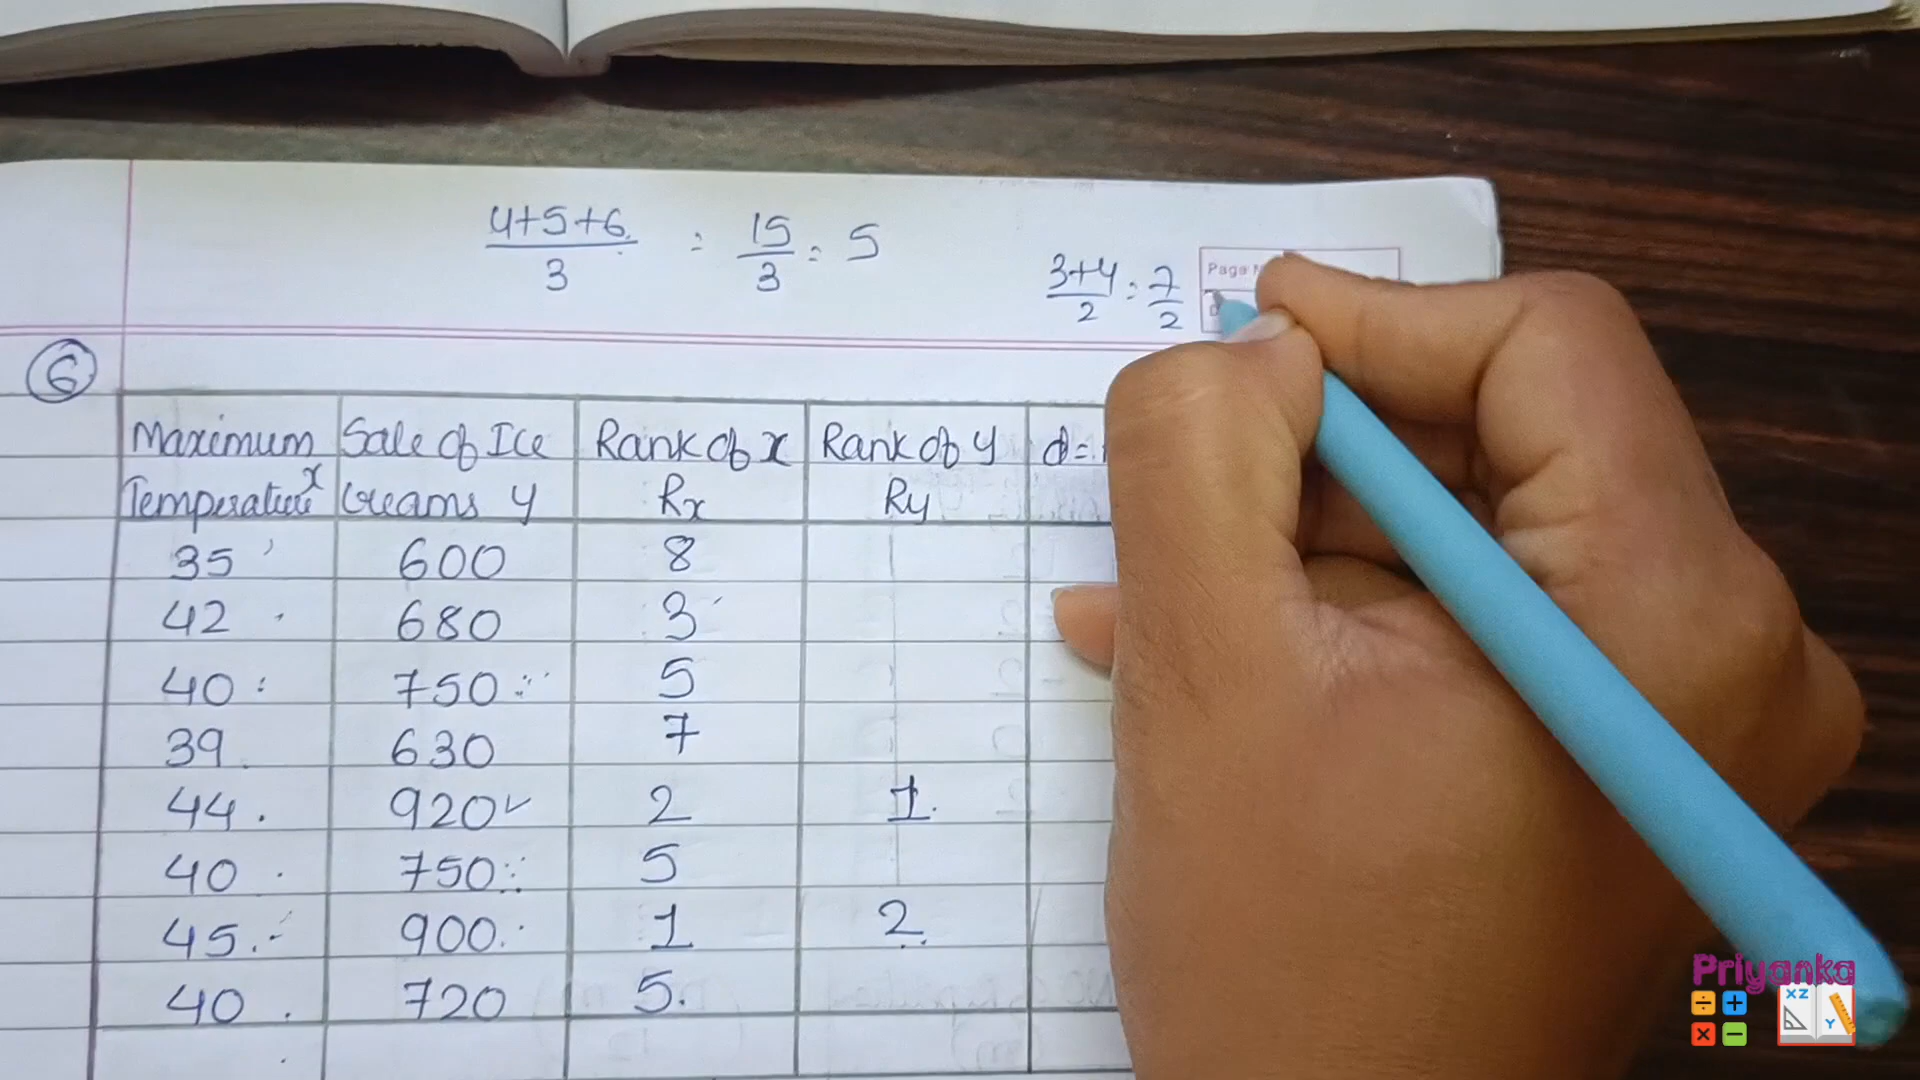 4+5+6 / 3 = 15 / 3 = 5
3+4 / 2 = 7 / 2
Page
6
Maximum Temperature x | Sale of Ice Creams y | Rank of x Rx | Rank of y Ry | d=
35 | 600 | 8
42 | 680 | 3
40 | 750 | 5
39 | 630 | 7
44 | 920 | 2 | 1
40 | 750 | 5
45 | 900 | 1 | 2
40 | 720 | 5
Priyanka
XZ
Y